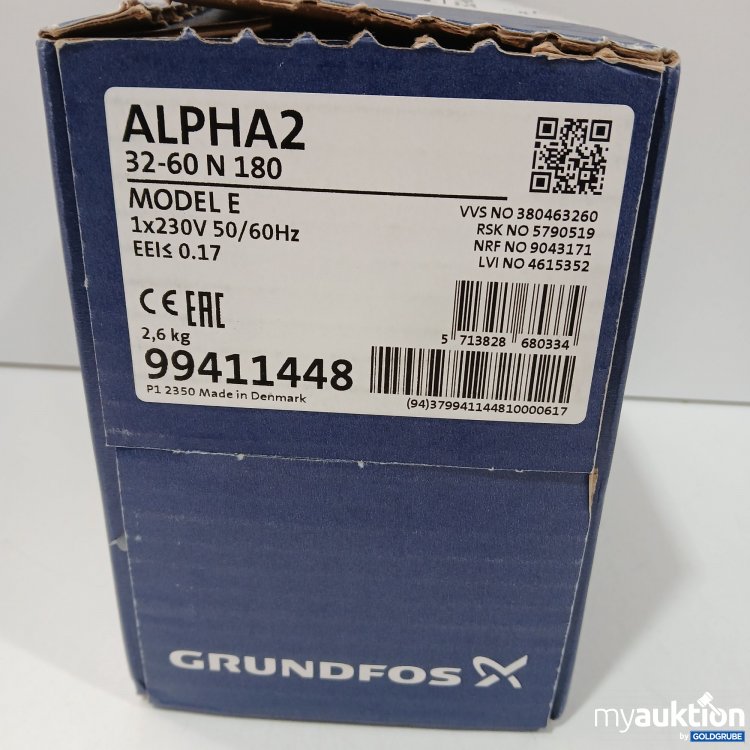 ALPHA2
32-60 N 180
MODEL E
1x230V 50/60Hz
EEI≤ 0.17
VVS NO 380463260
RSK NO 5790519
NRF NO 9043171
LVI NO 4615352
CE EAC
2,6 kg
5 713828 680334
99411448
P1 2350 Made in Denmark
(94)379941144810000617
GRUNDFOS
myauktion
by GOLDGRUBE